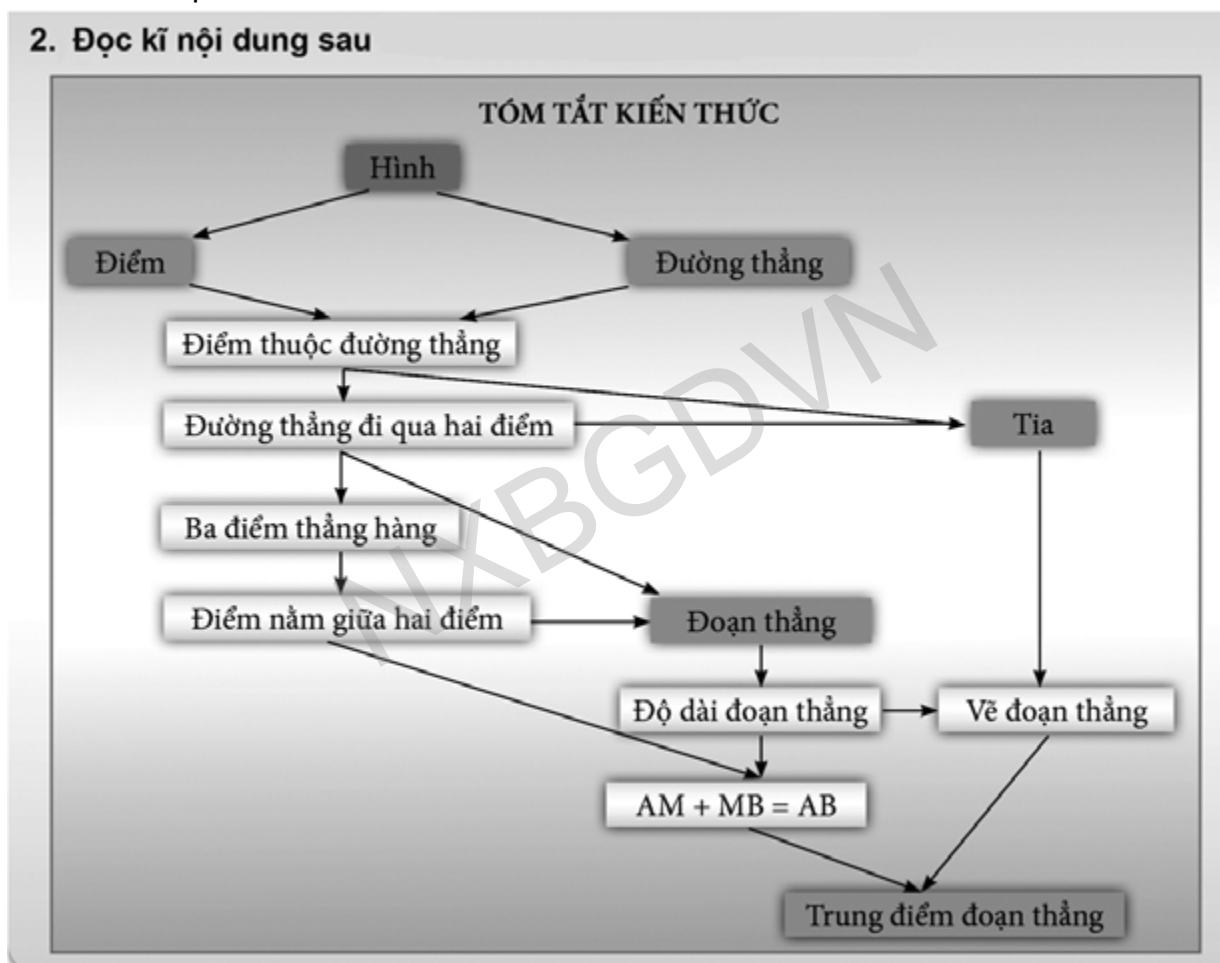 2. Đọc kĩ nội dung sau
TÓM TẮT KIẾN THỨC
Hình
Điểm
Đường thẳng
Điểm thuộc đường thẳng
Đường thẳng đi qua hai điểm
Tia
Ba điểm thẳng hàng
Điểm nằm giữa hai điểm
Đoạn thẳng
Độ dài đoạn thẳng
Vẽ đoạn thẳng
AM + MB = AB
Trung điểm đoạn thẳng
NXBGDVN